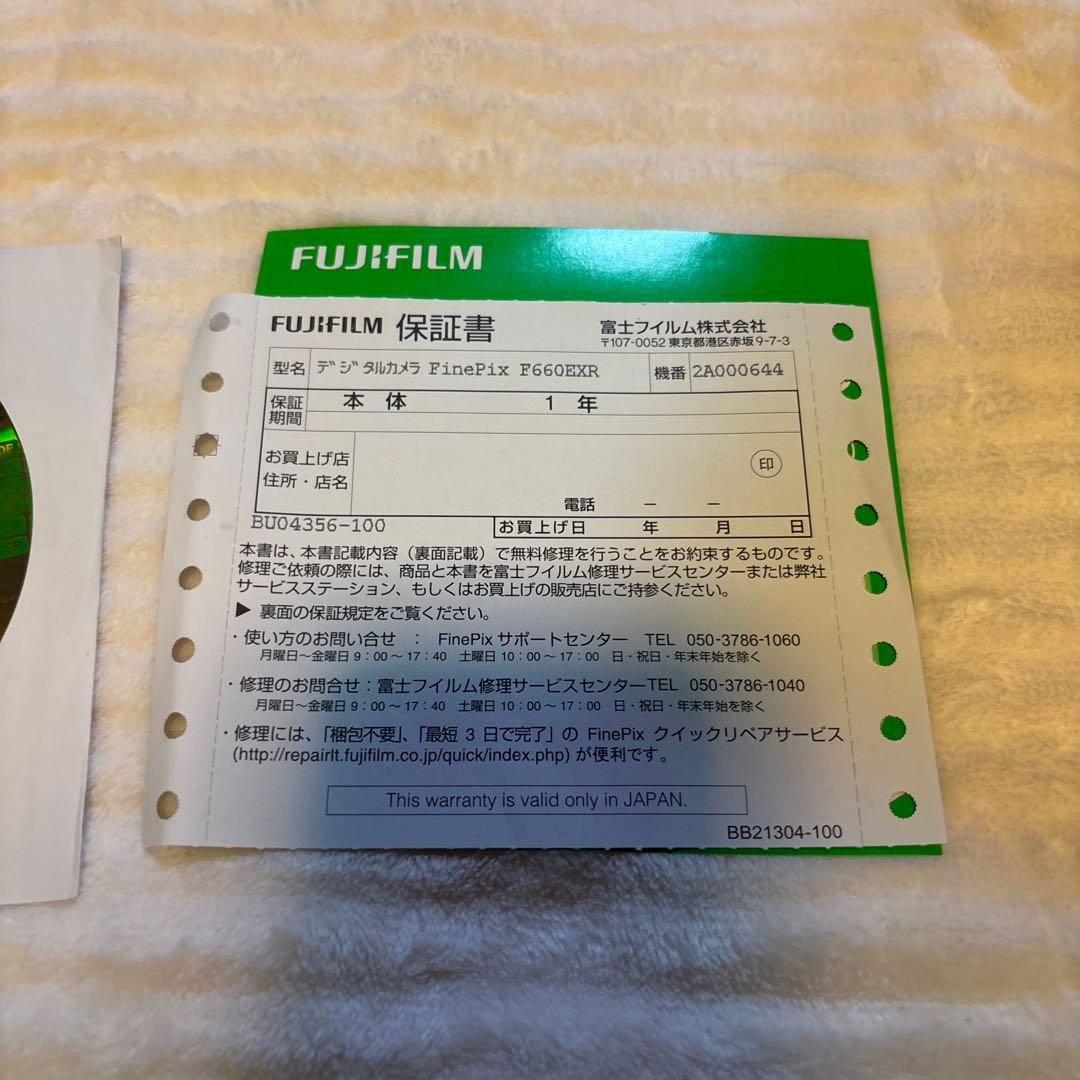 FUJIFILM
FUJIFILM 保証書
富士フイルム株式会社
〒107-0052 東京都港区赤坂9-7-3
型名 デジタルカメラ FinePix F660EXR 機番 2A000644
保証期間 本体 1年
お買上げ店
住所・店名
印
電話 － －
BU04356-100
お買上げ日 年 月 日
本書は、本書記載内容（裏面記載）で無料修理を行うことをお約束するものです。
修理ご依頼の際には、商品と本書を富士フイルム修理サービスセンターまたは弊社
サービスステーション、もしくはお買上げの販売店にご持参ください。
▶ 裏面の保証規定をご覧ください。
・使い方のお問い合せ ： FinePix サポートセンター TEL 050-3786-1060
月曜日～金曜日 9：00 ～ 17：40 土曜日 10：00 ～ 17：00 日・祝日・年末年始を除く
・修理のお問合せ：富士フイルム修理サービスセンターTEL 050-3786-1040
月曜日～金曜日 9：00 ～ 17：40 土曜日 10：00 ～ 17：00 日・祝日・年末年始を除く
・修理には、「梱包不要」、「最短 3 日で完了」の FinePix クイックリペアサービス
(http://repairlt.fujifilm.co.jp/quick/index.php) が便利です。
This warranty is valid only in JAPAN.
BB21304-100